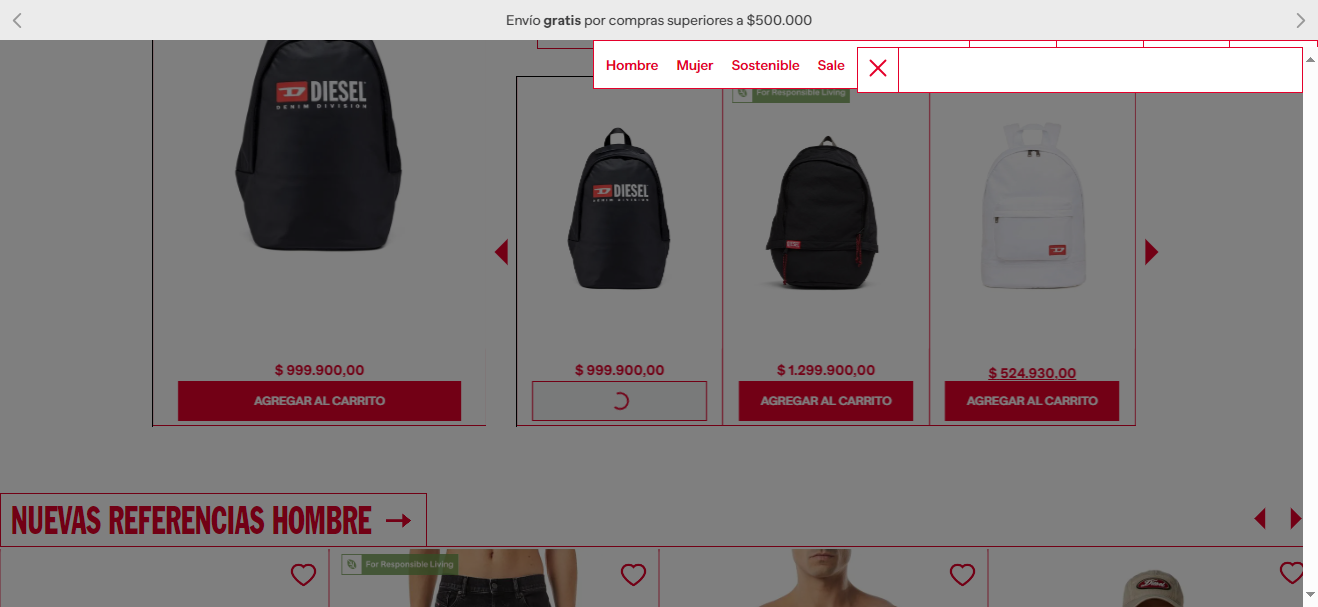 Envío gratis por compras superiores a $500.000
Hombre Mujer Sostenible Sale
DIESEL
DENIM DIVISION
For Responsible Living
DIESEL
DENIM DIVISION
DIESEL
$ 999.900,00
AGREGAR AL CARRITO
$ 999.900,00
$ 1.299.900,00
AGREGAR AL CARRITO
$ 524.930,00
AGREGAR AL CARRITO
NUEVAS REFERENCIAS HOMBRE
For Responsible Living
Diesel